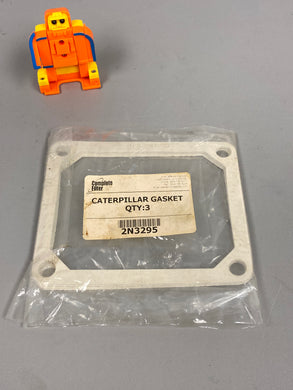 Complete
Filter
CATERPILLAR GASKET
QTY:3
2N3295